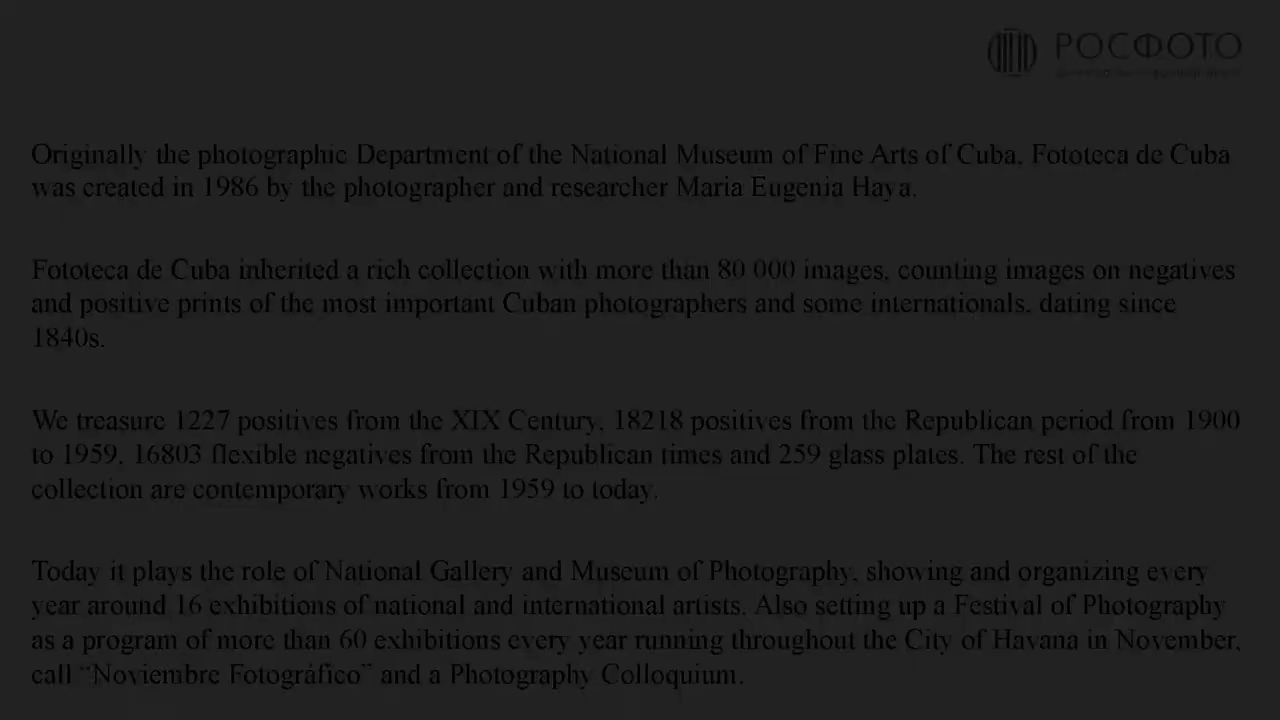 РОСФОТО
Originally the photographic Department of the National Museum of Fine Arts of Cuba, Fototeca de Cuba
was created in 1986 by the photographer and researcher Maria Eugenia Haya.
Fototeca de Cuba inherited a rich collection with more than 80 000 images, counting images on negatives
and positive prints of the most important Cuban photographers and some internationals, dating since
1840s.
We treasure 1227 positives from the XIX Century, 18218 positives from the Republican period from 1900
to 1959, 16803 flexible negatives from the Republican times and 259 glass plates. The rest of the
collection are contemporary works from 1959 to today.
Today it plays the role of National Gallery and Museum of Photography, showing and organizing every
year around 16 exhibitions of national and international artists. Also setting up a Festival of Photography
as a program of more than 60 exhibitions every year running throughout the City of Havana in November,
call “Noviembre Fotográfico” and a Photography Colloquium.